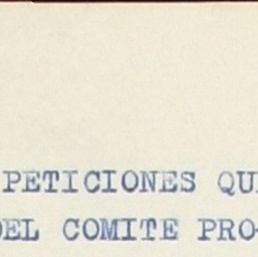 PETICIONES QU
DEL COMITE PRO-